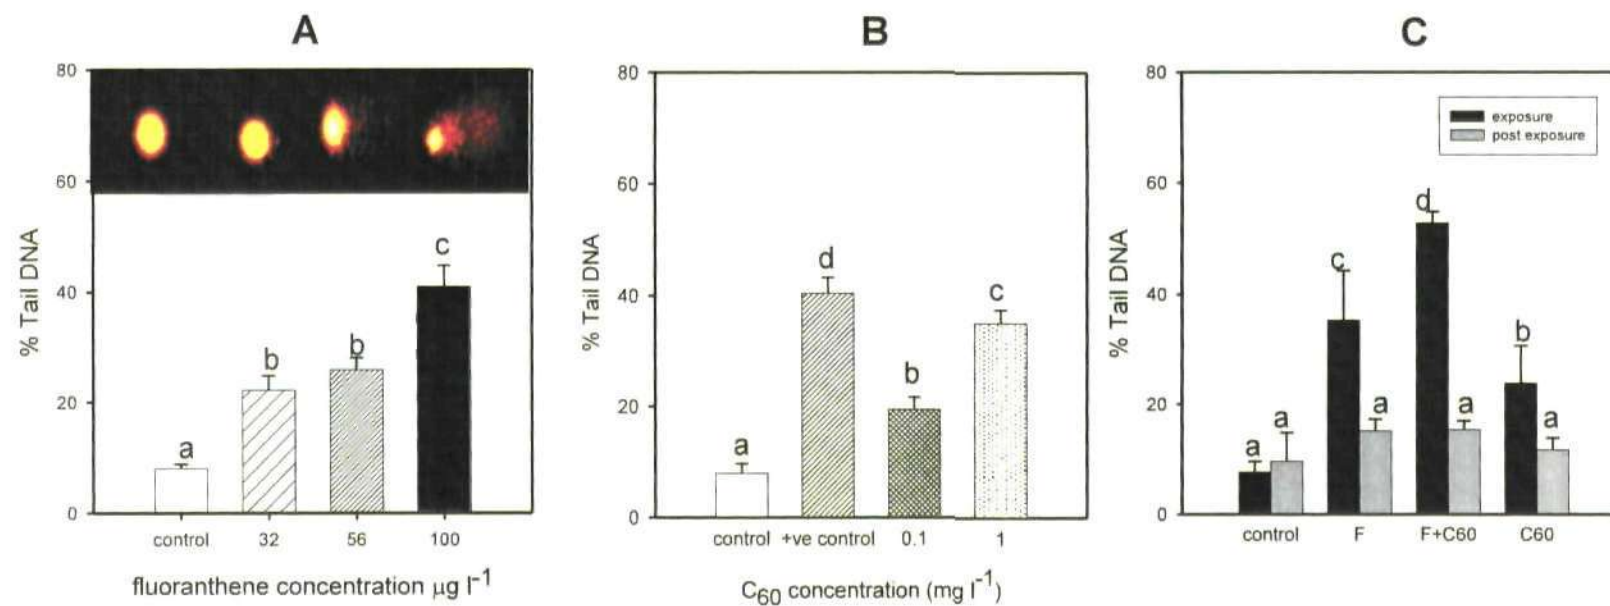 A
80
60
40
20
0
% Tail DNA
a
b
b
c
control 32 56 100
fluoranthene concentration µg l-1
B
80
60
40
20
0
% Tail DNA
a
d
b
c
control +ve control 0.1 1
C60 concentration (mg l-1)
C
80
60
40
20
0
% Tail DNA
exposure
post exposure
a
a
c
a
d
a
b
a
control F F+C60 C60